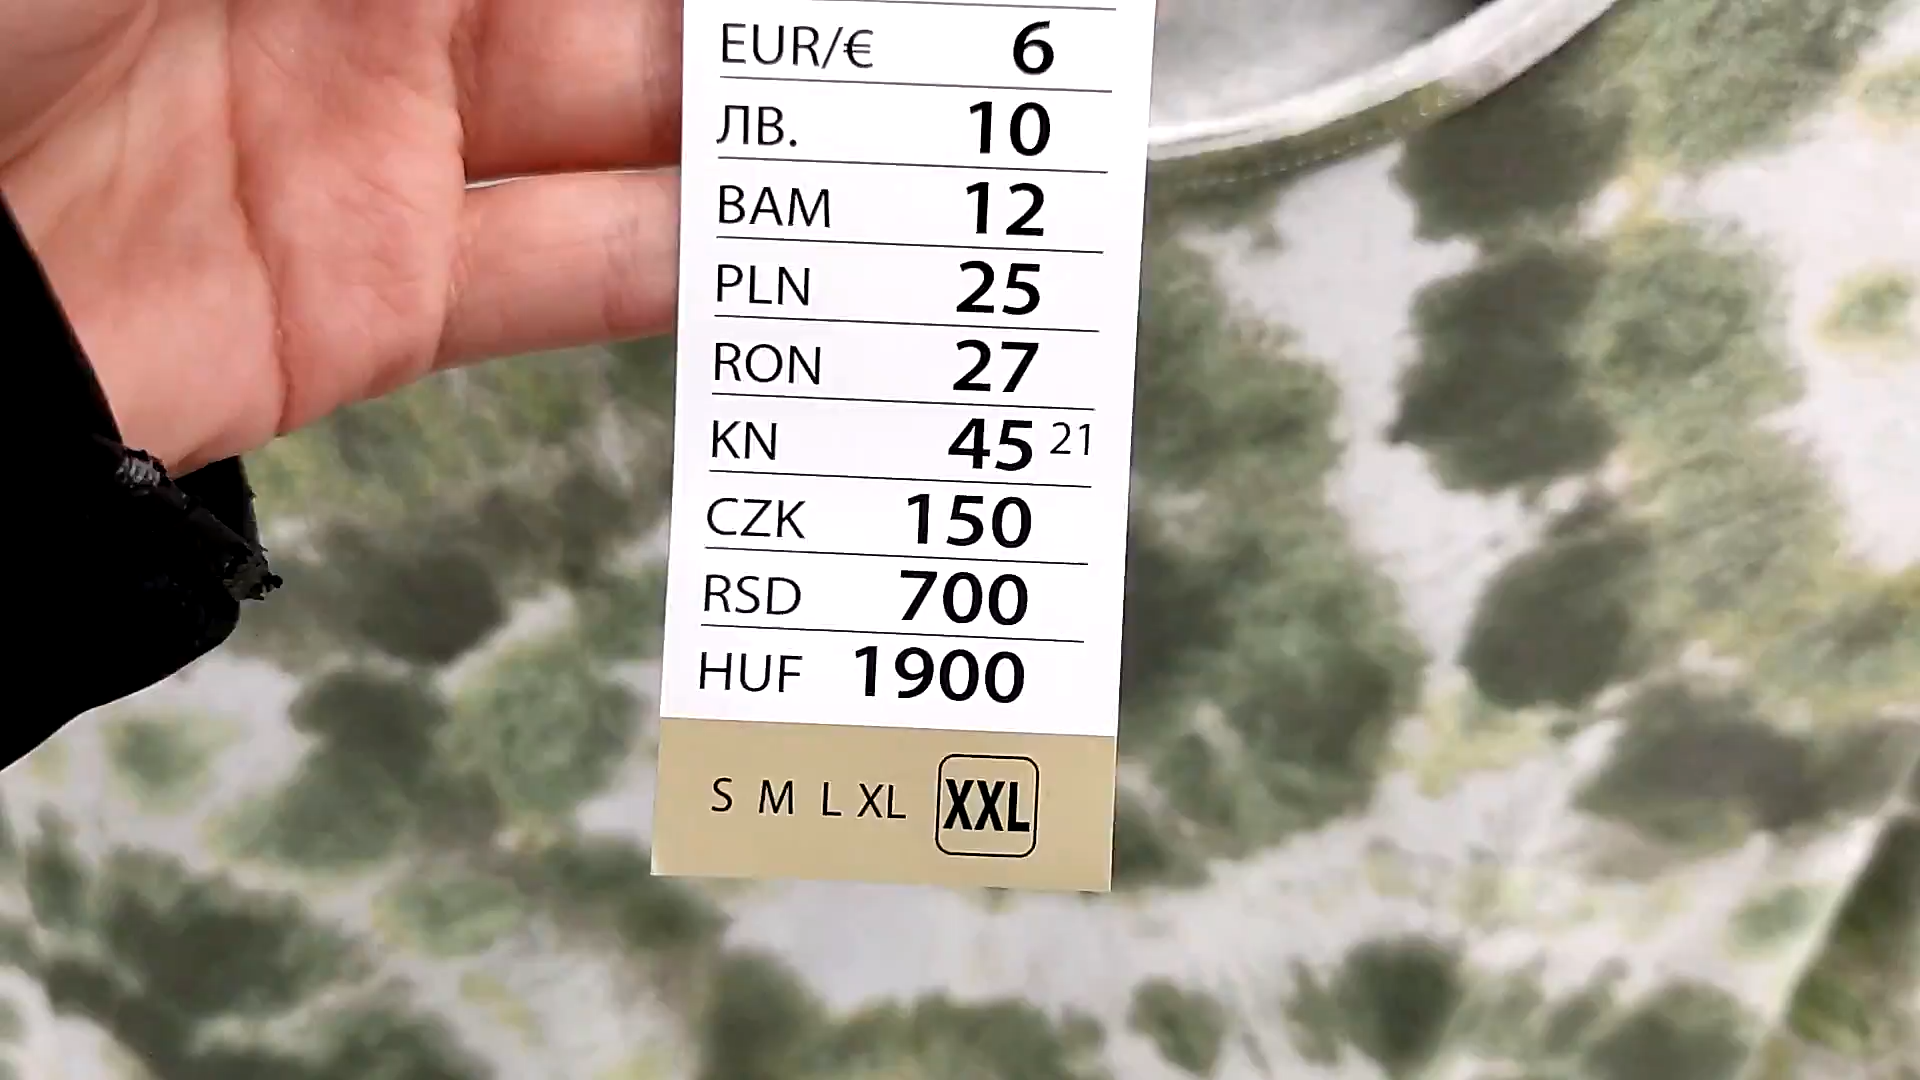 EUR/€ 6
ЛВ. 10
BAM 12
PLN 25
RON 27
KN 45 21
CZK 150
RSD 700
HUF 1900
S M L XL XXL